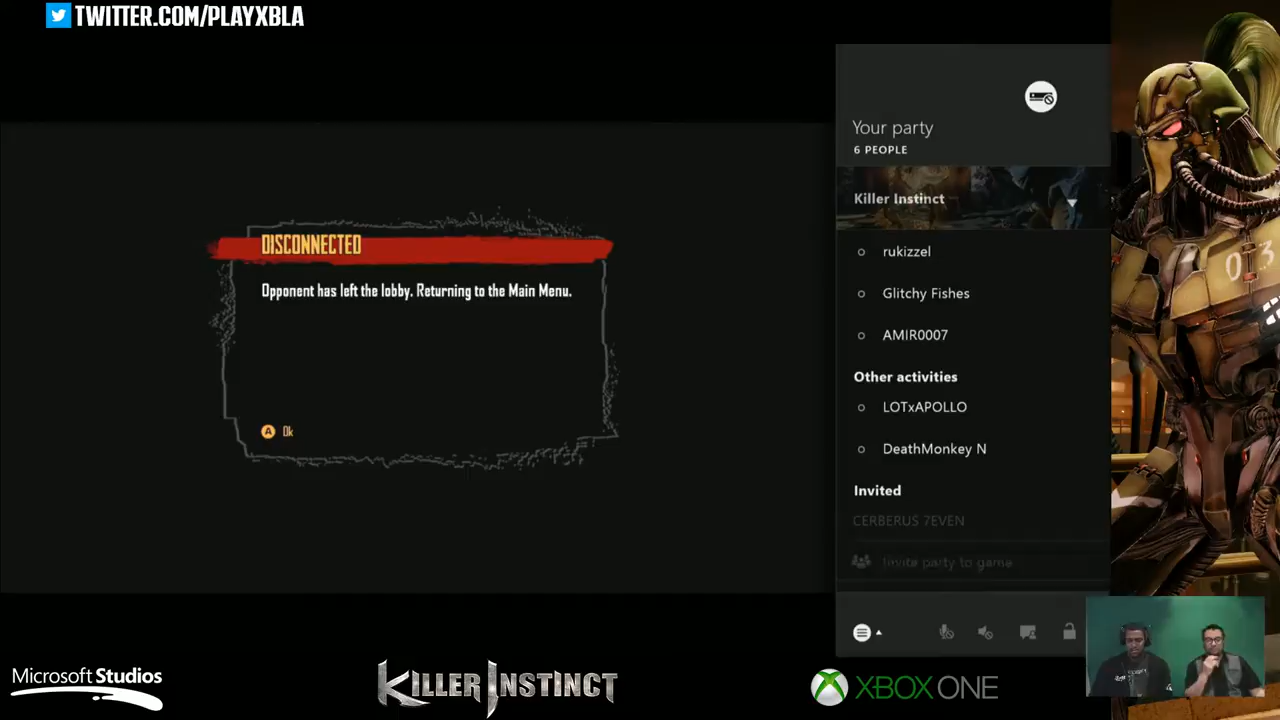 TWITTER.COM/PLAYXBLA
Your party
6 PEOPLE
Killer Instinct
rukizzel
Glitchy Fishes
AMIR0007
Other activities
LOTxAPOLLO
DeathMonkey N
Invited
CERBERUS 7EVEN
Invite party to game
DISCONNECTED
Opponent has left the lobby. Returning to the Main Menu.
A Ok
03
Microsoft Studios
KILLER INSTINCT
XBOX ONE